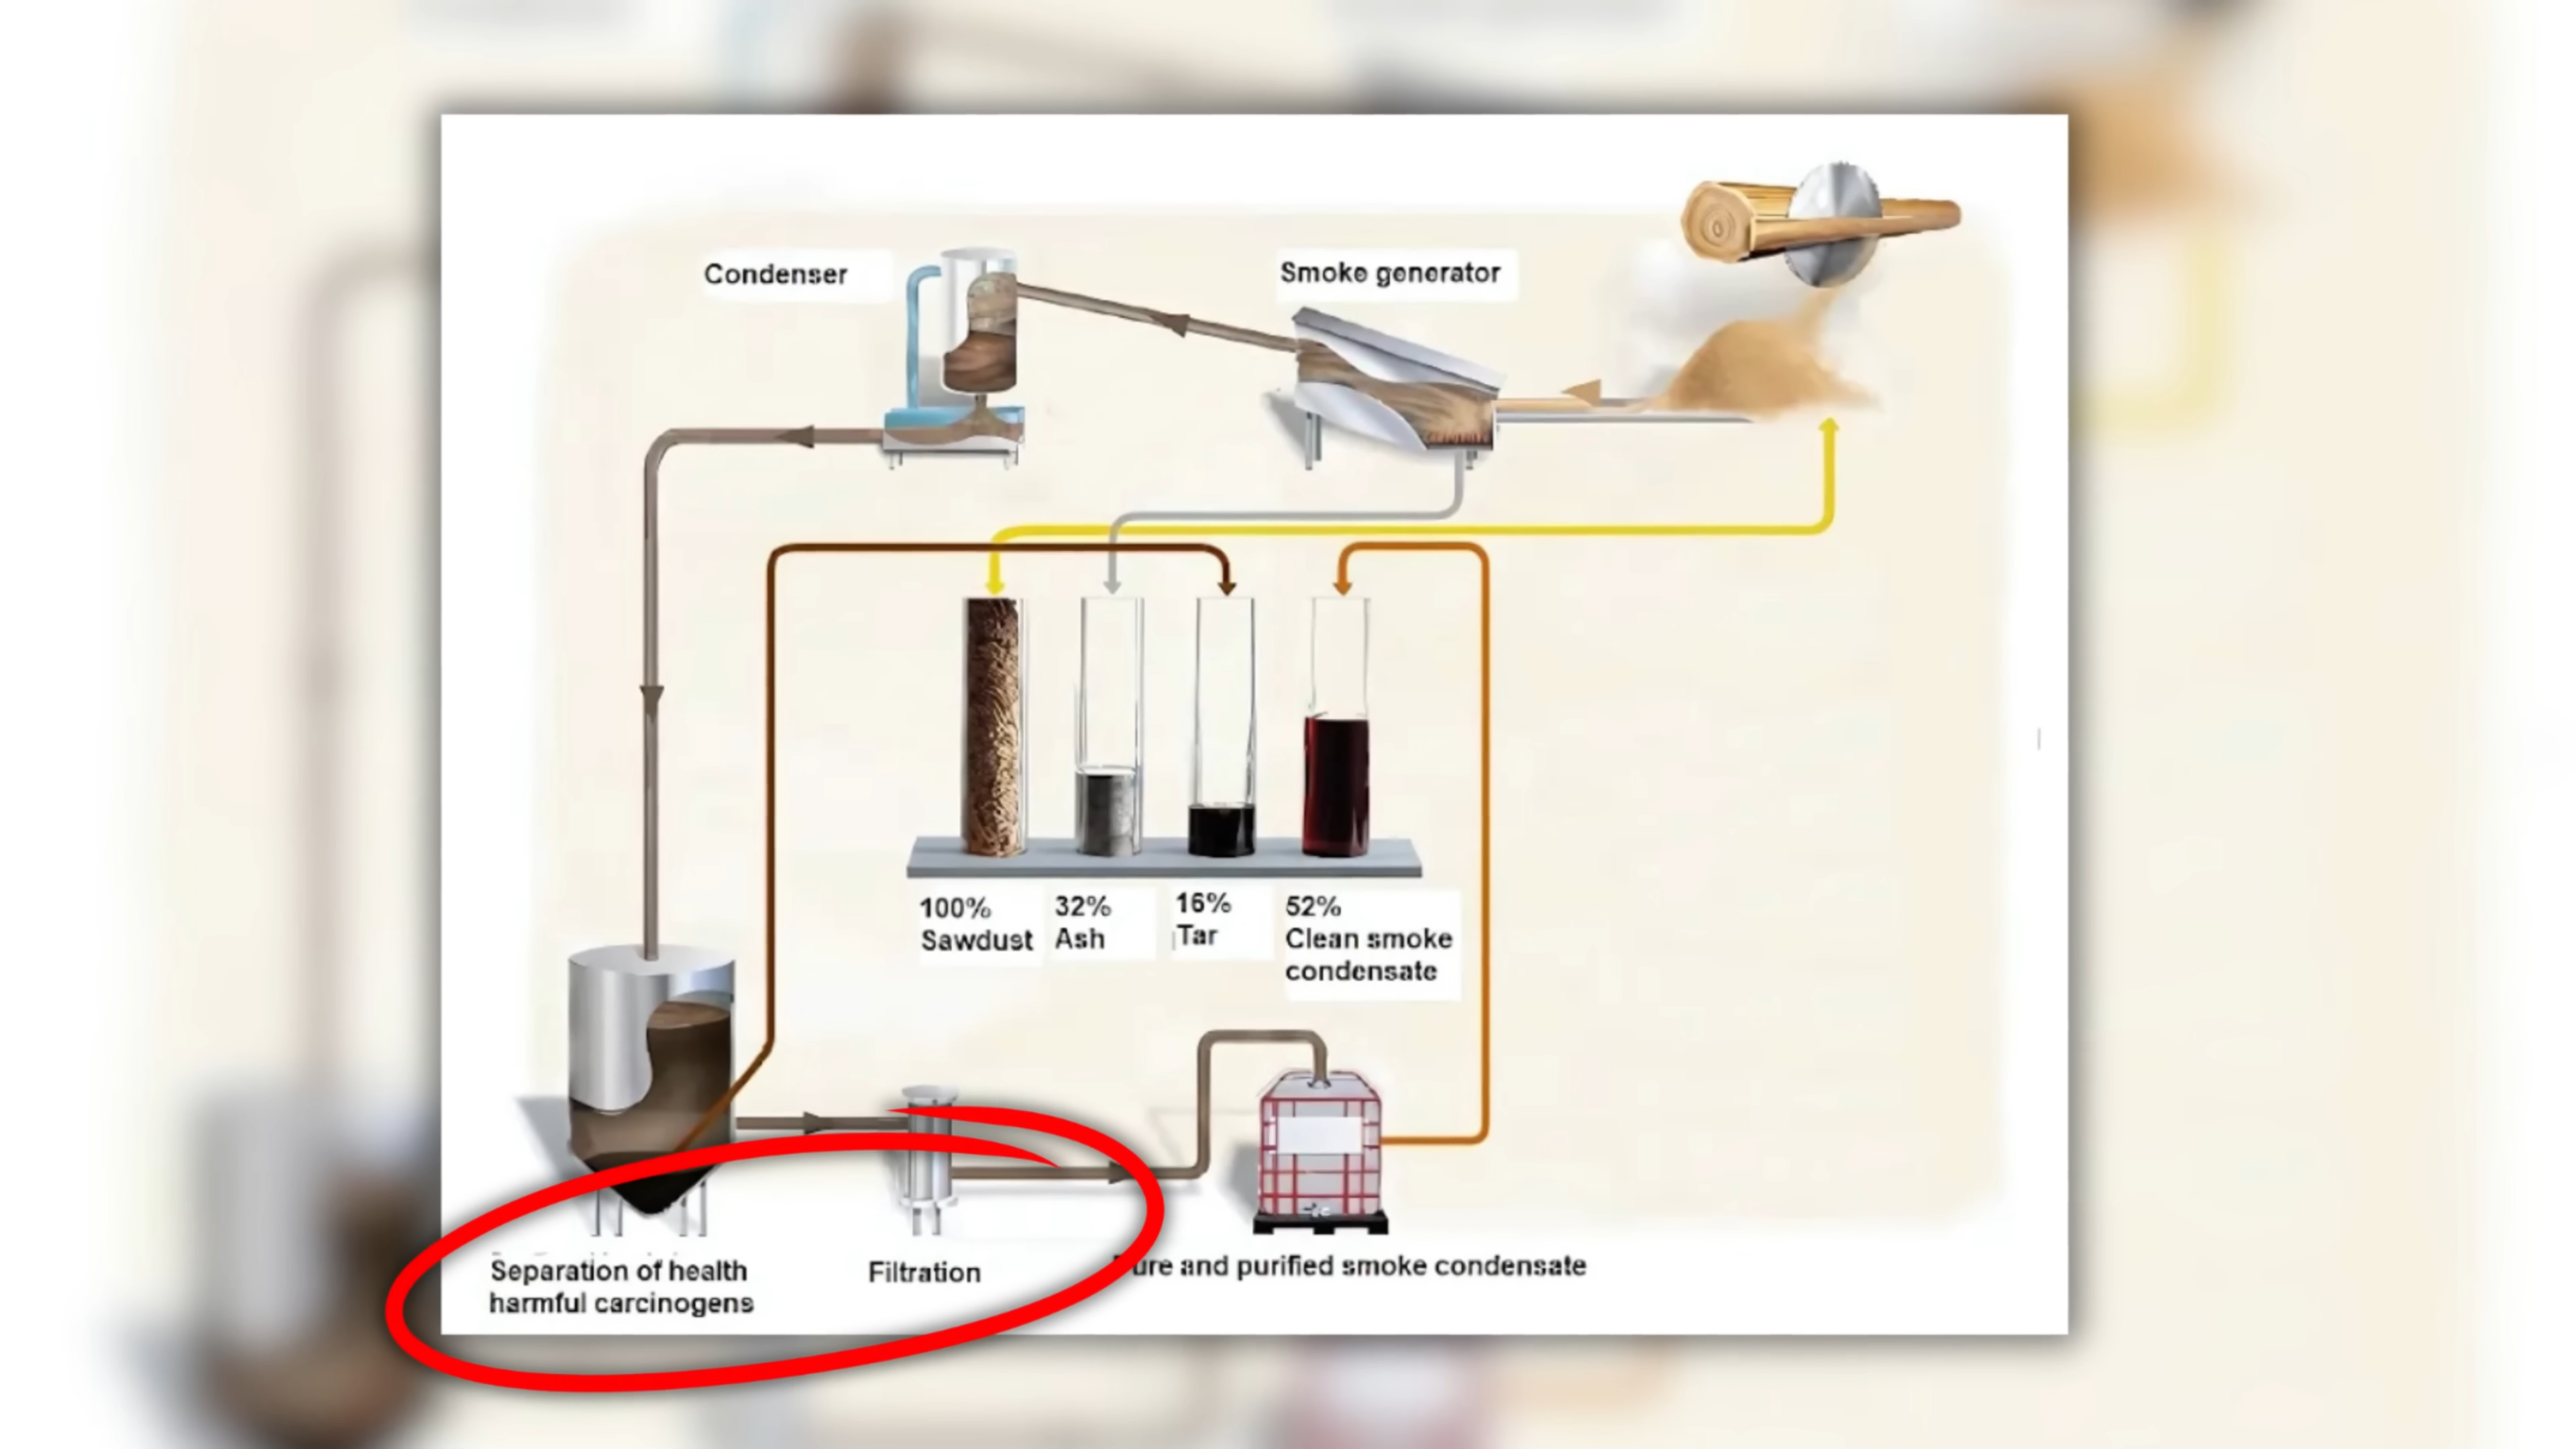 Condenser
Smoke generator
100%
Sawdust
32%
Ash
16%
Tar
52%
Clean smoke
condensate
Separation of health
harmful carcinogens
Filtration
ure and purified smoke condensate